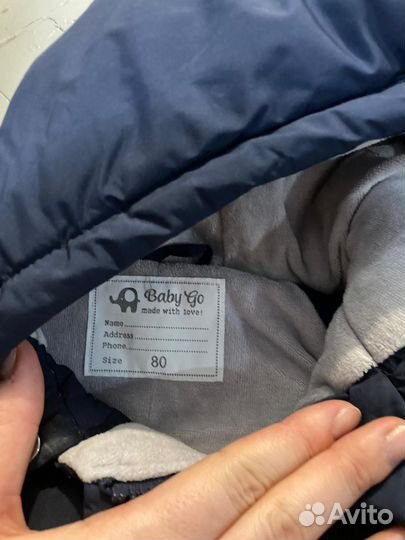 Baby Go
made with love!
Name
Address
Phone
Size 80
Avito